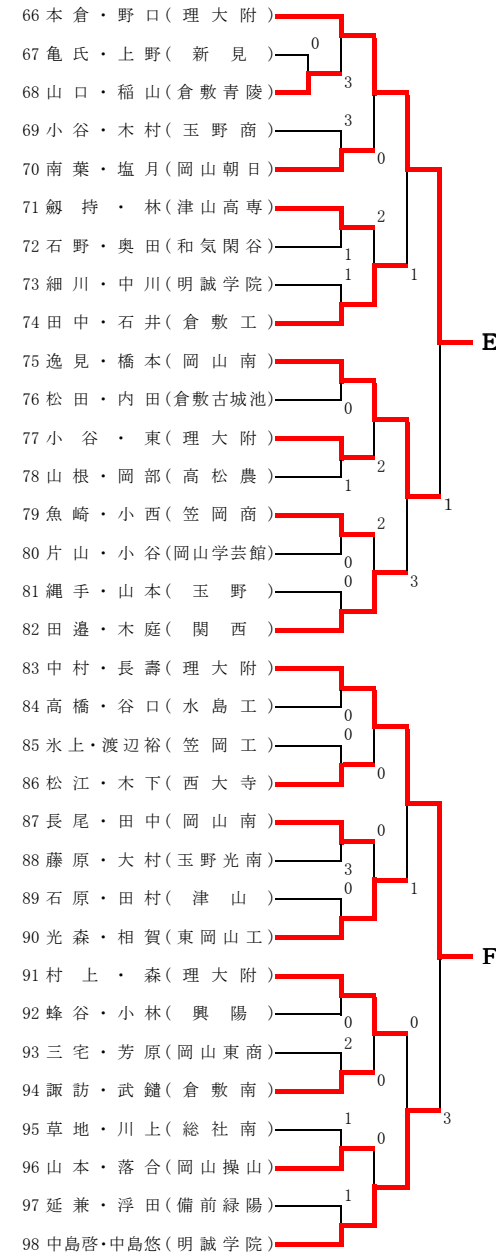 66 本倉・野口(理大附)
0
67 亀氏・上野(新見)
68 山口・稲山(倉敷青陵)
3
3
69 小谷・木村(玉野商)
0
70 南葉・塩月(岡山朝日)
71 劔持・林(津山高専)
2
72 石野・奥田(和気閑谷)
1
1
1
73 細川・中川(明誠学院)
74 田中・石井(倉敷工)
E
75 逸見・橋本(岡山南)
76 松田・内田(倉敷古城池)
0
77 小谷・東(理大附)
2
78 山根・岡部(高松農)
1
1
79 魚崎・小西(笠岡商)
2
80 片山・小谷(岡山学芸館)
0
0
3
81 縄手・山本(玉野)
82 田邉・木庭(関西)
83 中村・長壽(理大附)
84 高橋・谷口(水島工)
0
0
85 氷上・渡辺裕(笠岡工)
0
86 松江・木下(西大寺)
87 長尾・田中(岡山南)
0
88 藤原・大村(玉野光南)
3
0
1
89 石原・田村(津山)
90 光森・相賀(東岡山工)
F
91 村上・森(理大附)
92 蜂谷・小林(興陽)
0
0
2
93 三宅・芳原(岡山東商)
0
94 諏訪・武鑓(倉敷南)
95 草地・川上(総社南)
1
3
0
96 山本・落合(岡山操山)
97 延兼・浮田(備前緑陽)
1
98 中島啓・中島悠(明誠学院)